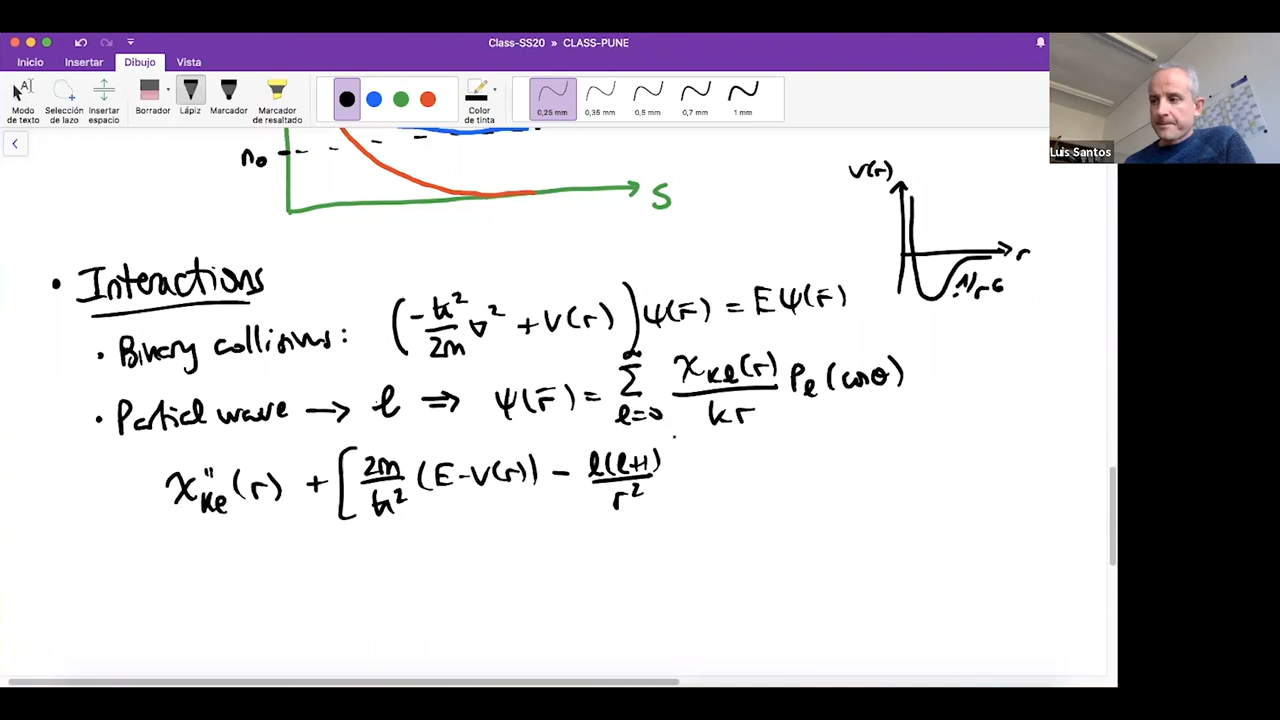 Class-SS20 » CLASS-PUNE
Inicio Insertar Dibujo Vista
Modo de texto
Selección de lazo
Insertar espacio
Borrador
Lápiz
Marcador
Marcador de resaltado
Color de tinta
0,25 mm 0,35 mm 0,5 mm 0,7 mm 1 mm
Luis Santos
n₀
S
V(r)
r
~1/r⁶
• Interactions
• Binary collisions: (-ħ²/2m ∇² + V(r)) ψ(r̄) = E ψ(r̄)
• Partial wave → l ⇒ ψ(r̄) = ∑_{l=0}^{∞} χ_{kl}(r)/kr P_l(cosθ)
χ''_{kl}(r) + [2m/ħ² (E-V(r)) - l(l+1)/r²